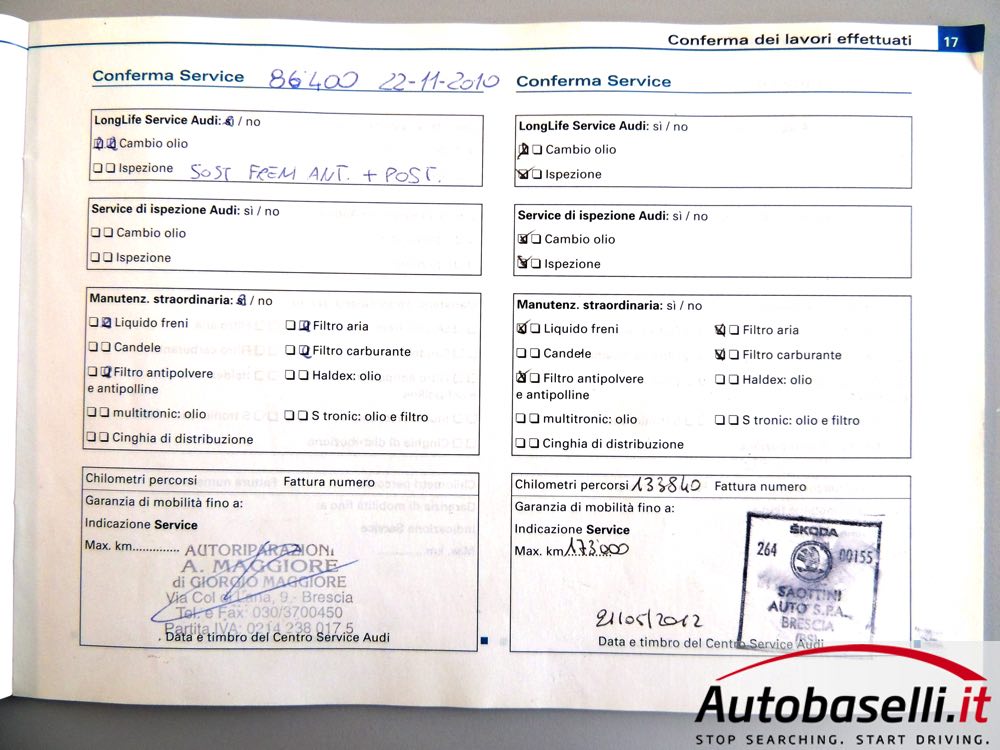 Conferma dei lavori effettuati 17
Conferma Service 86400 22-11-2010
LongLife Service Audi: sì / no
Cambio olio
Ispezione SOST FREM ANT. + POST.
Service di ispezione Audi: sì / no
Cambio olio
Ispezione
Manutenz. straordinaria: sì / no
Liquido freni Filtro aria
Candele Filtro carburante
Filtro antipolvere Haldex: olio
e antipolline
multitronic: olio S tronic: olio e filtro
Cinghia di distribuzione
Chilometri percorsi Fattura numero
Garanzia di mobilità fino a:
Indicazione Service
Max. km.............
AUTORIPARAZIONI
A. MAGGIORE
di GIORGIO MAGGIORE
Via Col di Lana, 9 - Brescia
Tel. e Fax 030/3700450
Partita IVA: 0214 238 017 5
Data e timbro del Centro Service Audi
Conferma Service
LongLife Service Audi: sì / no
Cambio olio
Ispezione
Service di ispezione Audi: sì / no
Cambio olio
Ispezione
Manutenz. straordinaria: sì / no
Liquido freni Filtro aria
Candele Filtro carburante
Filtro antipolvere Haldex: olio
e antipolline
multitronic: olio S tronic: olio e filtro
Cinghia di distribuzione
Chilometri percorsi 133840 Fattura numero
Garanzia di mobilità fino a:
Indicazione Service
Max. km 173.000
ŠKODA
264 00155
SAOTTINI
AUTO S.P.A.
BRESCIA
(BS)
21/05/2012
Data e timbro del Centro Service Audi
Autobaselli.it
STOP SEARCHING. START DRIVING.